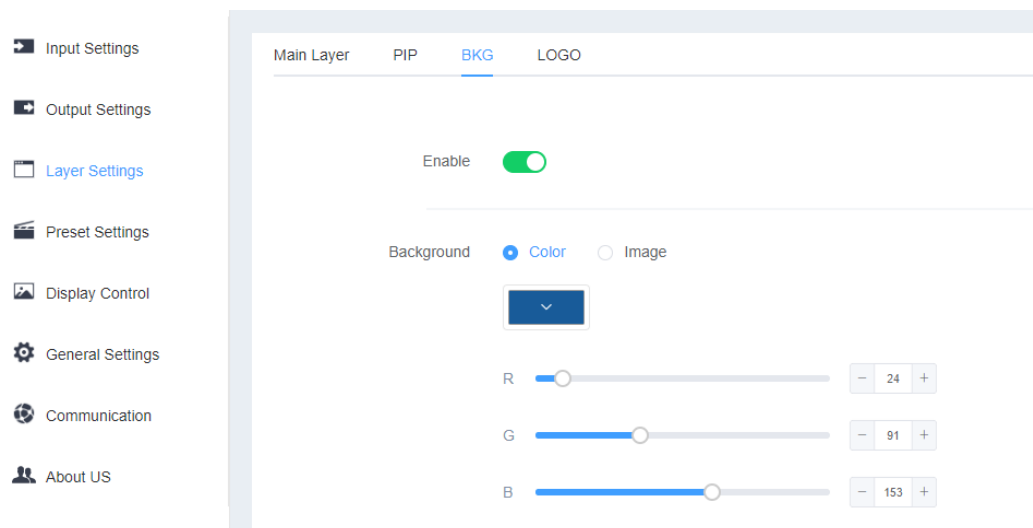 Input Settings
Output Settings
Layer Settings
Preset Settings
Display Control
General Settings
Communication
About US
Main Layer PIP BKG LOGO
Enable
Background Color Image
R − 24 +
G − 91 +
B − 153 +